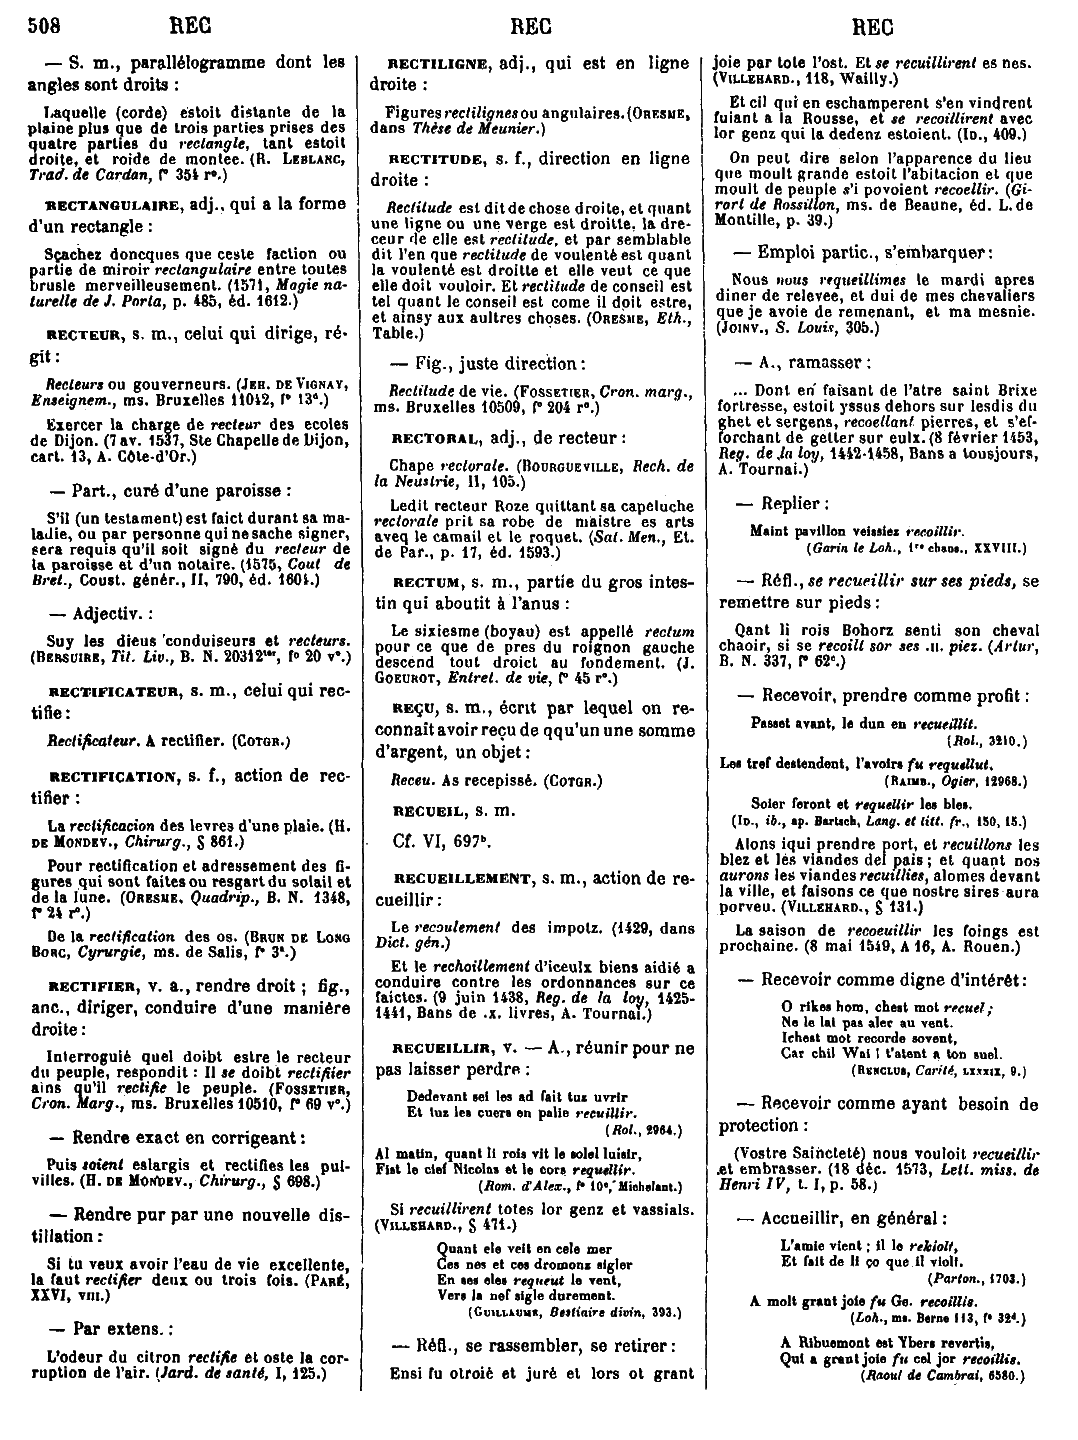 508 REC REC REC
— S. m., parallélogramme dont les
angles sont droits :
Laquelle (corde) estoit distante de la
plaine plus que de trois parties prises des
quatre parties du rectangle, tant estoit
droite, et roide de montee. (R. LEBLANC,
Trad. de Cardan, f° 351 r°.)
RECTANGULAIRE, adj., qui a la forme
d'un rectangle :
Sçachez doncques que ceste faction ou
partie de miroir rectangulaire entre toutes
brusle merveilleusement. (1571, Magie na-
turelle de J. Porta, p. 485, éd. 1612.)
RECTEUR, s. m., celui qui dirige, ré-
git :
Recteurs ou gouverneurs. (JEH. DE VIGNAY,
Enseignem., ms. Bruxelles 11042, f° 13ª.)
Exercer la charge de recteur des ecoles
de Dijon. (7 av. 1537, Ste Chapelle de Dijon,
cart. 13, A. Côte-d'Or.)
— Part., curé d'une paroisse :
S'il (un testament) est faict durant sa ma-
ladie, ou par personne qui ne sache signer,
sera requis qu'il soit signé du recteur de
la paroisse et d'un notaire. (1575, Cout de
Bret., Coust. génér., II, 790, éd. 1604.)
— Adjectiv. :
Suy les dieus conduiseurs et recteurs.
(BERSUIRE, Tit. Liv., B. N. 20312ter, f° 20 v°.)
RECTIFICATEUR, s. m., celui qui rec-
tifie :
Rectificateur. A rectifier. (COTGR.)
RECTIFICATION, s. f., action de rec-
tifier :
La rectificacion des levres d'une plaie. (H.
DE MONDEV., Chirurg., § 861.)
Pour rectification et adressement des fi-
gures qui sont faites ou resgart du solail et
de la lune. (ORESME, Quadrip., B. N. 1348,
f° 24 r°.)
De la rectification des os. (BRUN DE LONG
BORC, Cyrurgie, ms. de Salis, f° 3ª.)
RECTIFIER, v. a., rendre droit ; fig.,
anc., diriger, conduire d'une manière
droite :
Interroguié quel doibt estre le recteur
du peuple, respondit : Il se doibt rectifiier
ains qu'il rectifie le peuple. (FOSSETIER,
Cron. Marg., ms. Bruxelles 10510, f° 69 v°.)
— Rendre exact en corrigeant :
Puis soient eslargis et rectifies les pul-
villes. (H. DE MONDEV., Chirurg., § 698.)
— Rendre pur par une nouvelle dis-
tillation :
Si tu veux avoir l'eau de vie excellente,
la faut rectifier deux ou trois fois. (PARÉ,
XXVI, VIII.)
— Par extens. :
L'odeur du citron rectifie et oste la cor-
ruption de l'air. (Jard. de santé, I, 125.)
RECTILIGNE, adj., qui est en ligne
droite :
Figures rectilignes ou angulaires. (ORESME,
dans Thèse de Meunier.)
RECTITUDE, s. f., direction en ligne
droite :
Rectitude est dit de chose droite, et quant
une ligne ou une verge est droitte, la dre-
ceur de elle est rectitude, et par semblable
dit l'en que rectitude de voulenté est quant
la voulenté est droitte et elle veut ce que
elle doit vouloir. Et rectitude de conseil est
tel quant le conseil est come il doit estre,
et ainsy aux aultres choses. (ORESME, Eth.,
Table.)
— Fig., juste direction :
Rectitude de vie. (FOSSETIER, Cron. marg.,
ms. Bruxelles 10509, f° 204 r°.)
RECTORAL, adj., de recteur :
Chape rectorale. (BOURGUEVILLE, Rech. de
la Neustrie, II, 105.)
Ledit recteur Roze quittant sa capeluche
rectorale prit sa robe de maistre es arts
aveq le camail et le roquet. (Sat. Men., Et.
de Par., p. 17, éd. 1593.)
RECTUM, s. m., partie du gros intes-
tin qui aboutit à l'anus :
Le sixiesme (boyau) est appellé rectum
pour ce que de pres du roignon gauche
descend tout droict au fondement. (J.
GOEUROT, Entret. de vie, f° 45 r°.)
REÇU, s. m., écrit par lequel on re-
connait avoir reçu de qqu'un une somme
d'argent, un objet :
Receu. As recepissé. (COTGR.)
RECUEIL, s. m.
Cf. VI, 697ᵇ.
RECUEILLEMENT, s. m., action de re-
cueillir :
Le recoulement des impotz. (1429, dans
Dict. gén.)
Et le rechoillement d'iceulx biens aidié a
conduire contre les ordonnances sur ce
faictes. (9 juin 1438, Reg. de la loy, 1425-
1441, Bans de .x. livres, A. Tournai.)
RECUEILLIR, v. — A., réunir pour ne
pas laisser perdre :
Dedevant sei les ad fait tuz uvrir
Et tuz les cuers en palie recuillir.
(Rol., 2964.)
Al matin, quant li rois vit le solel luisir,
Fist le clef Nicolas et le cors requellir.
(Rom. d'Alex., f° 10ᶜ, Michelant.)
Si recuillirent totes lor genz et vassials.
(VILLEHARD., § 471.)
Quant ele veit en cele mer
Ces nes et ces dromonz sigler
En ses eles requeut le vent,
Vers la nef sigle durement.
(GUILLAUME, Bestiaire divin, 393.)
— Réfl., se rassembler, se retirer :
Ensi fu otroié et juré et lors ot grant
joie par tote l'ost. Et se recuillirent es nes.
(VILLEHARD., 118, Wailly.)
Et cil qui en eschamperent s'en vindrent
fuiant a la Rousse, et se recoillirent avec
lor genz qui la dedenz estoient. (ID., 409.)
On peut dire selon l'apparence du lieu
que moult grande estoit l'abitacion et que
moult de peuple s'i povoient recoellir. (Gi-
rart de Rossillon, ms. de Beaune, éd. L. de
Montille, p. 39.)
— Emploi partic., s'embarquer :
Nous nous requeillimes le mardi apres
diner de relevee, et dui de mes chevaliers
que je avoie de remenant, et ma mesnie.
(JOINV., S. Louis, 305.)
— A., ramasser :
... Dont en faisant de l'atre saint Brixe
fortresse, estoit yssus dehors sur lesdis du
ghet et sergens, recoellant pierres, et s'ef-
forchant de getter sur eulx. (8 février 1453,
Reg. de la loy, 1442-1458, Bans a tousjours,
A. Tournai.)
— Replier :
Maint pavillon veissiez recoillir.
(Garin le Loh., 1re chans., XXVIII.)
— Réfl., se recueillir sur ses pieds, se
remettre sur pieds :
Qant li rois Bohorz senti son cheval
chaoir, si se recoilt sor ses .II. piez. (Artur,
B. N. 337, f° 62ᶜ.)
— Recevoir, prendre comme profit :
Passet avant, le dun en recueillit.
(Rol., 3210.)
Les tref destendent, l'avoirs fu requellut.
(RAIMB., Ogier, 12968.)
Soler feront et requellir les bles.
(ID., ib., ap. Bartsch, Lang. et litt. fr., 150, 15.)
Alons iqui prendre port, et recuillons les
blez et les viandes del pais ; et quant nos
aurons les viandes recuillies, alomes devant
la ville, et faisons ce que nostre sires aura
porveu. (VILLEHARD., § 131.)
La saison de recoeuillir les foings est
prochaine. (8 mai 1549, A 16, A. Rouen.)
— Recevoir comme digne d'intérêt :
O rikes hom, chest mot recuel ;
Ne le lai pas aler au vent.
Ichest mot recorde sovent,
Car chil Wai ! t'atent a ton suel.
(RENCLUS, Carité, LXXXIX, 9.)
— Recevoir comme ayant besoin de
protection :
(Vostre Saincteté) nous vouloit recueillir
et embrasser. (18 déc. 1573, Lett. miss. de
Henri IV, t. I, p. 58.)
— Accueillir, en général :
L'amie vient ; il le rekiolt,
Et fait de li ço que il violt.
(Parton., 1703.)
A molt grant joie fu Ge. recoillis.
(Loh., ms. Berne 113, f° 32ᵈ.)
A Ribuemont est Ybers revertis,
Qui a grant joie fu cel jor recoillis.
(Raoul de Cambrai, 6580.)